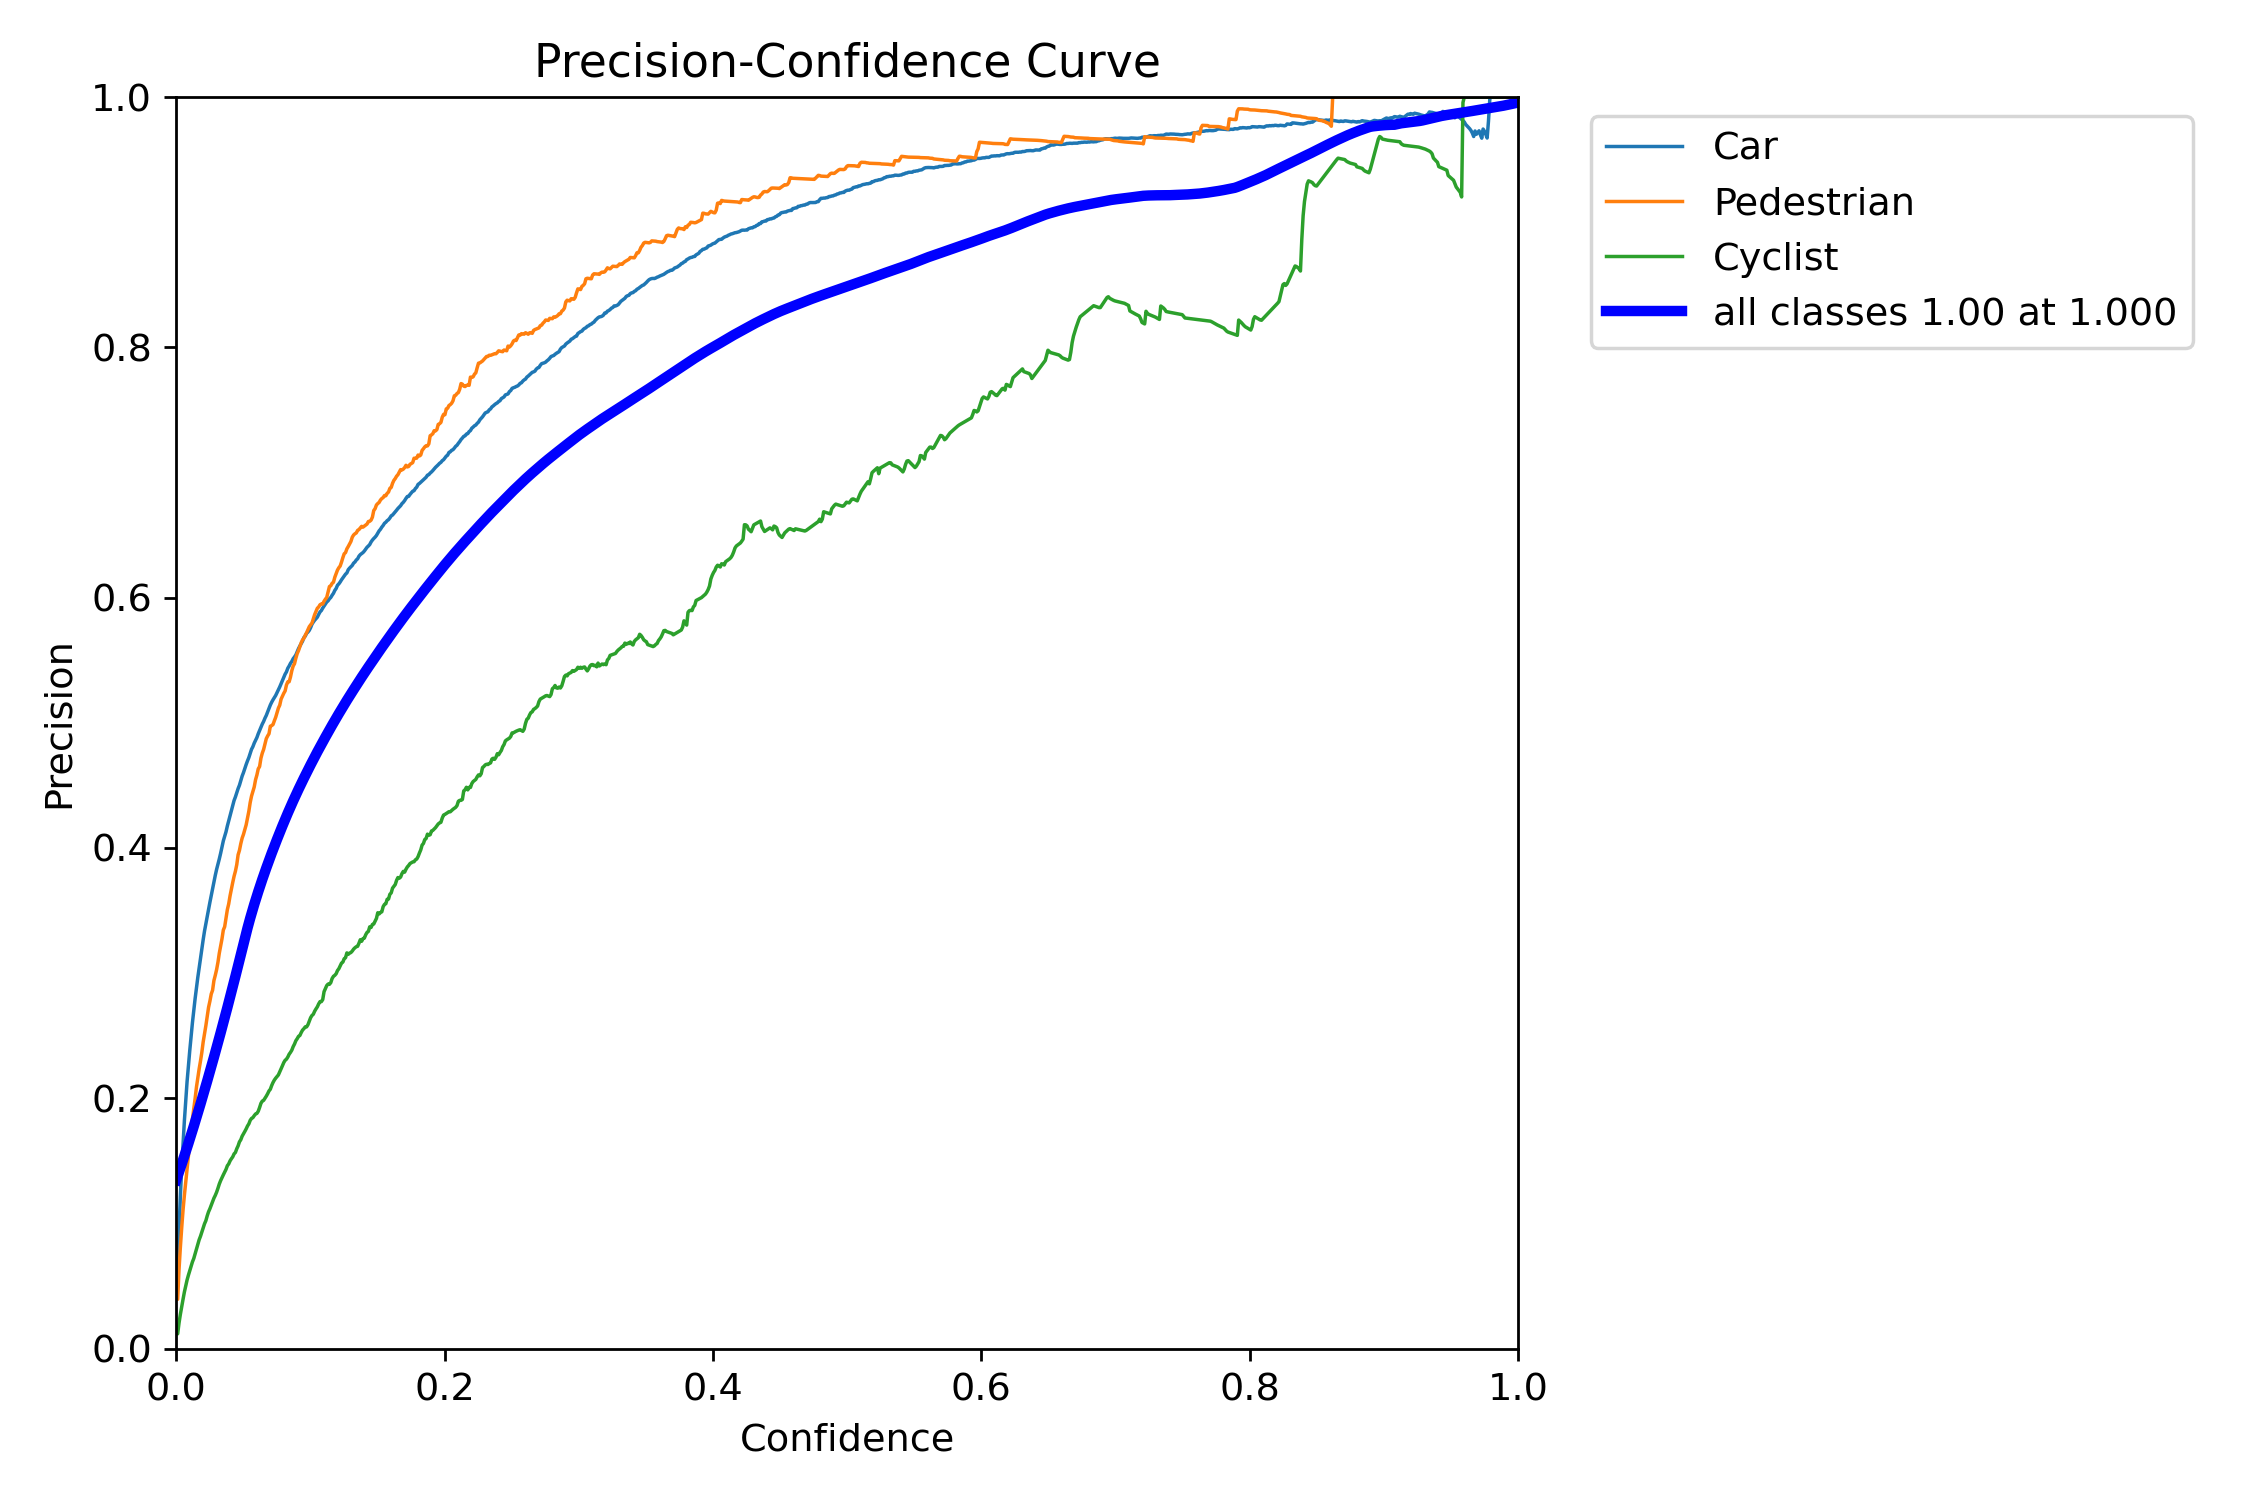 Precision-Confidence Curve
1.0
0.8
0.6
0.4
0.2
0.0
Precision
0.0 0.2 0.4 0.6 0.8 1.0
Confidence
Car
Pedestrian
Cyclist
all classes 1.00 at 1.000